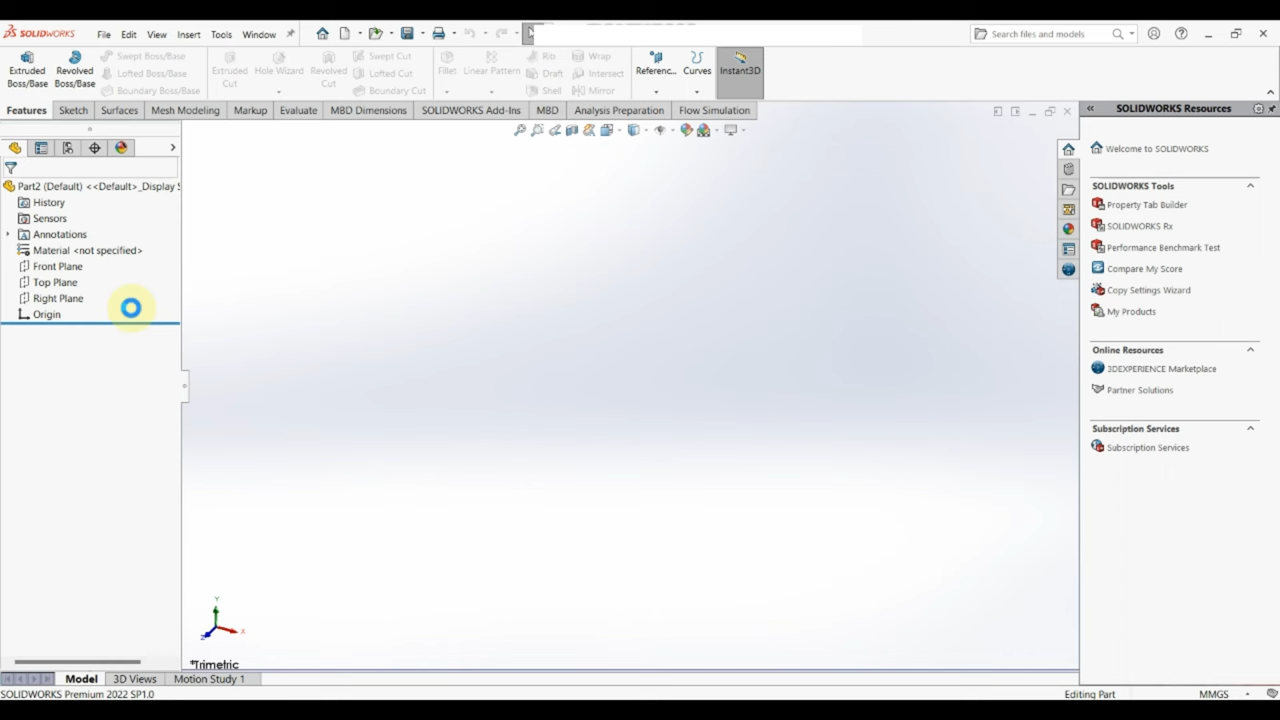 SOLIDWORKS File Edit View Insert Tools Window Search files and models
Extruded Boss/Base
Revolved Boss/Base
Swept Boss/Base
Lofted Boss/Base
Boundary Boss/Base
Extruded Cut
Hole Wizard
Revolved Cut
Swept Cut
Lofted Cut
Boundary Cut
Fillet
Linear Pattern
Rib
Draft
Shell
Wrap
Intersect
Mirror
Referenc...
Curves
Instant3D
Features Sketch Surfaces Mesh Modeling Markup Evaluate MBD Dimensions SOLIDWORKS Add-Ins MBD Analysis Preparation Flow Simulation
Part2 (Default) <<Default>_Display S
History
Sensors
Annotations
Material <not specified>
Front Plane
Top Plane
Right Plane
Origin
Y
X
Z
*Trimetric
SOLIDWORKS Resources
Welcome to SOLIDWORKS
SOLIDWORKS Tools
Property Tab Builder
SOLIDWORKS Rx
Performance Benchmark Test
Compare My Score
Copy Settings Wizard
My Products
Online Resources
3DEXPERIENCE Marketplace
Partner Solutions
Subscription Services
Subscription Services
Model 3D Views Motion Study 1
SOLIDWORKS Premium 2022 SP1.0 Editing Part MMGS